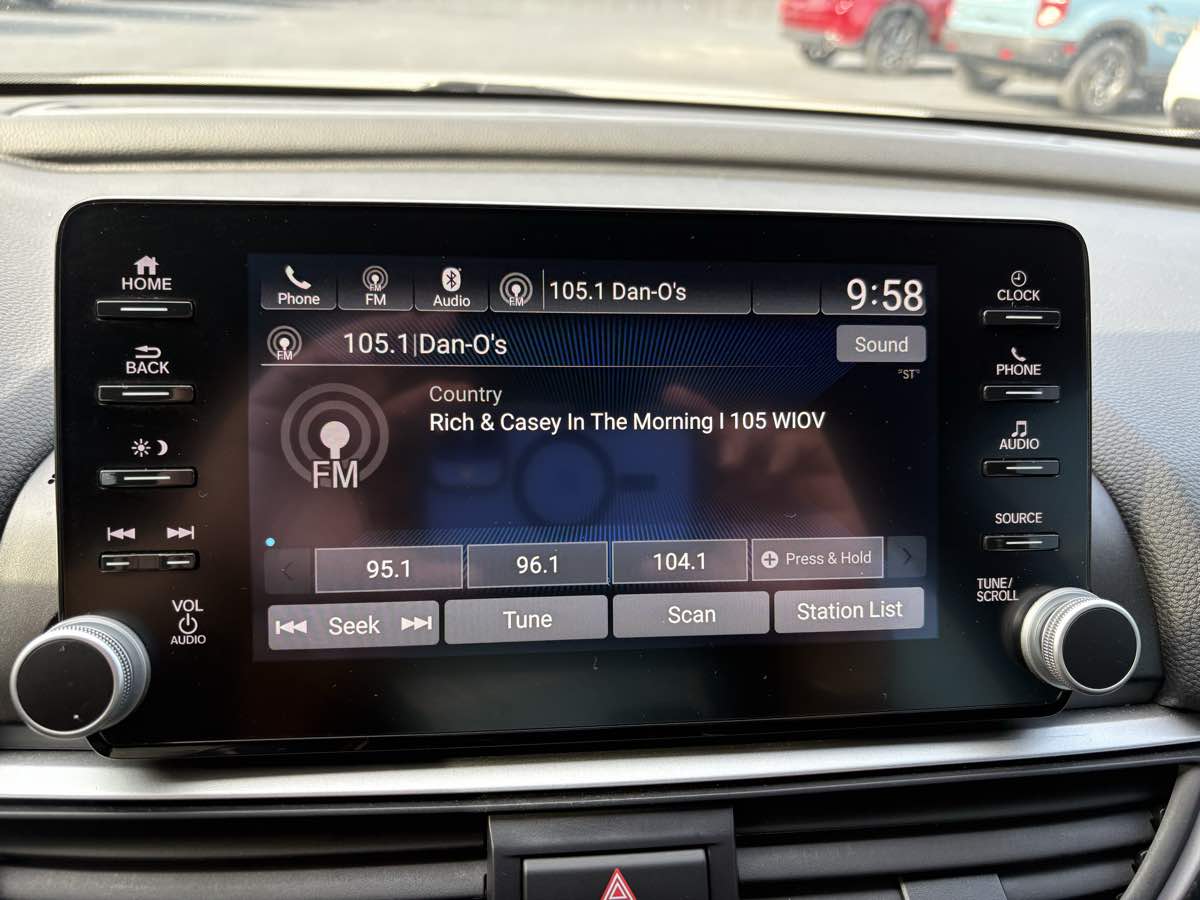 HOME
BACK
VOL
AUDIO
Phone
FM
FM
Audio
FM
105.1 Dan-O's
9:58
FM
105.1|Dan-O's
Sound
"ST"
Country
Rich & Casey In The Morning I 105 WIOV
FM
95.1
96.1
104.1
+ Press & Hold
Seek
Tune
Scan
Station List
CLOCK
PHONE
AUDIO
SOURCE
TUNE/
SCROLL